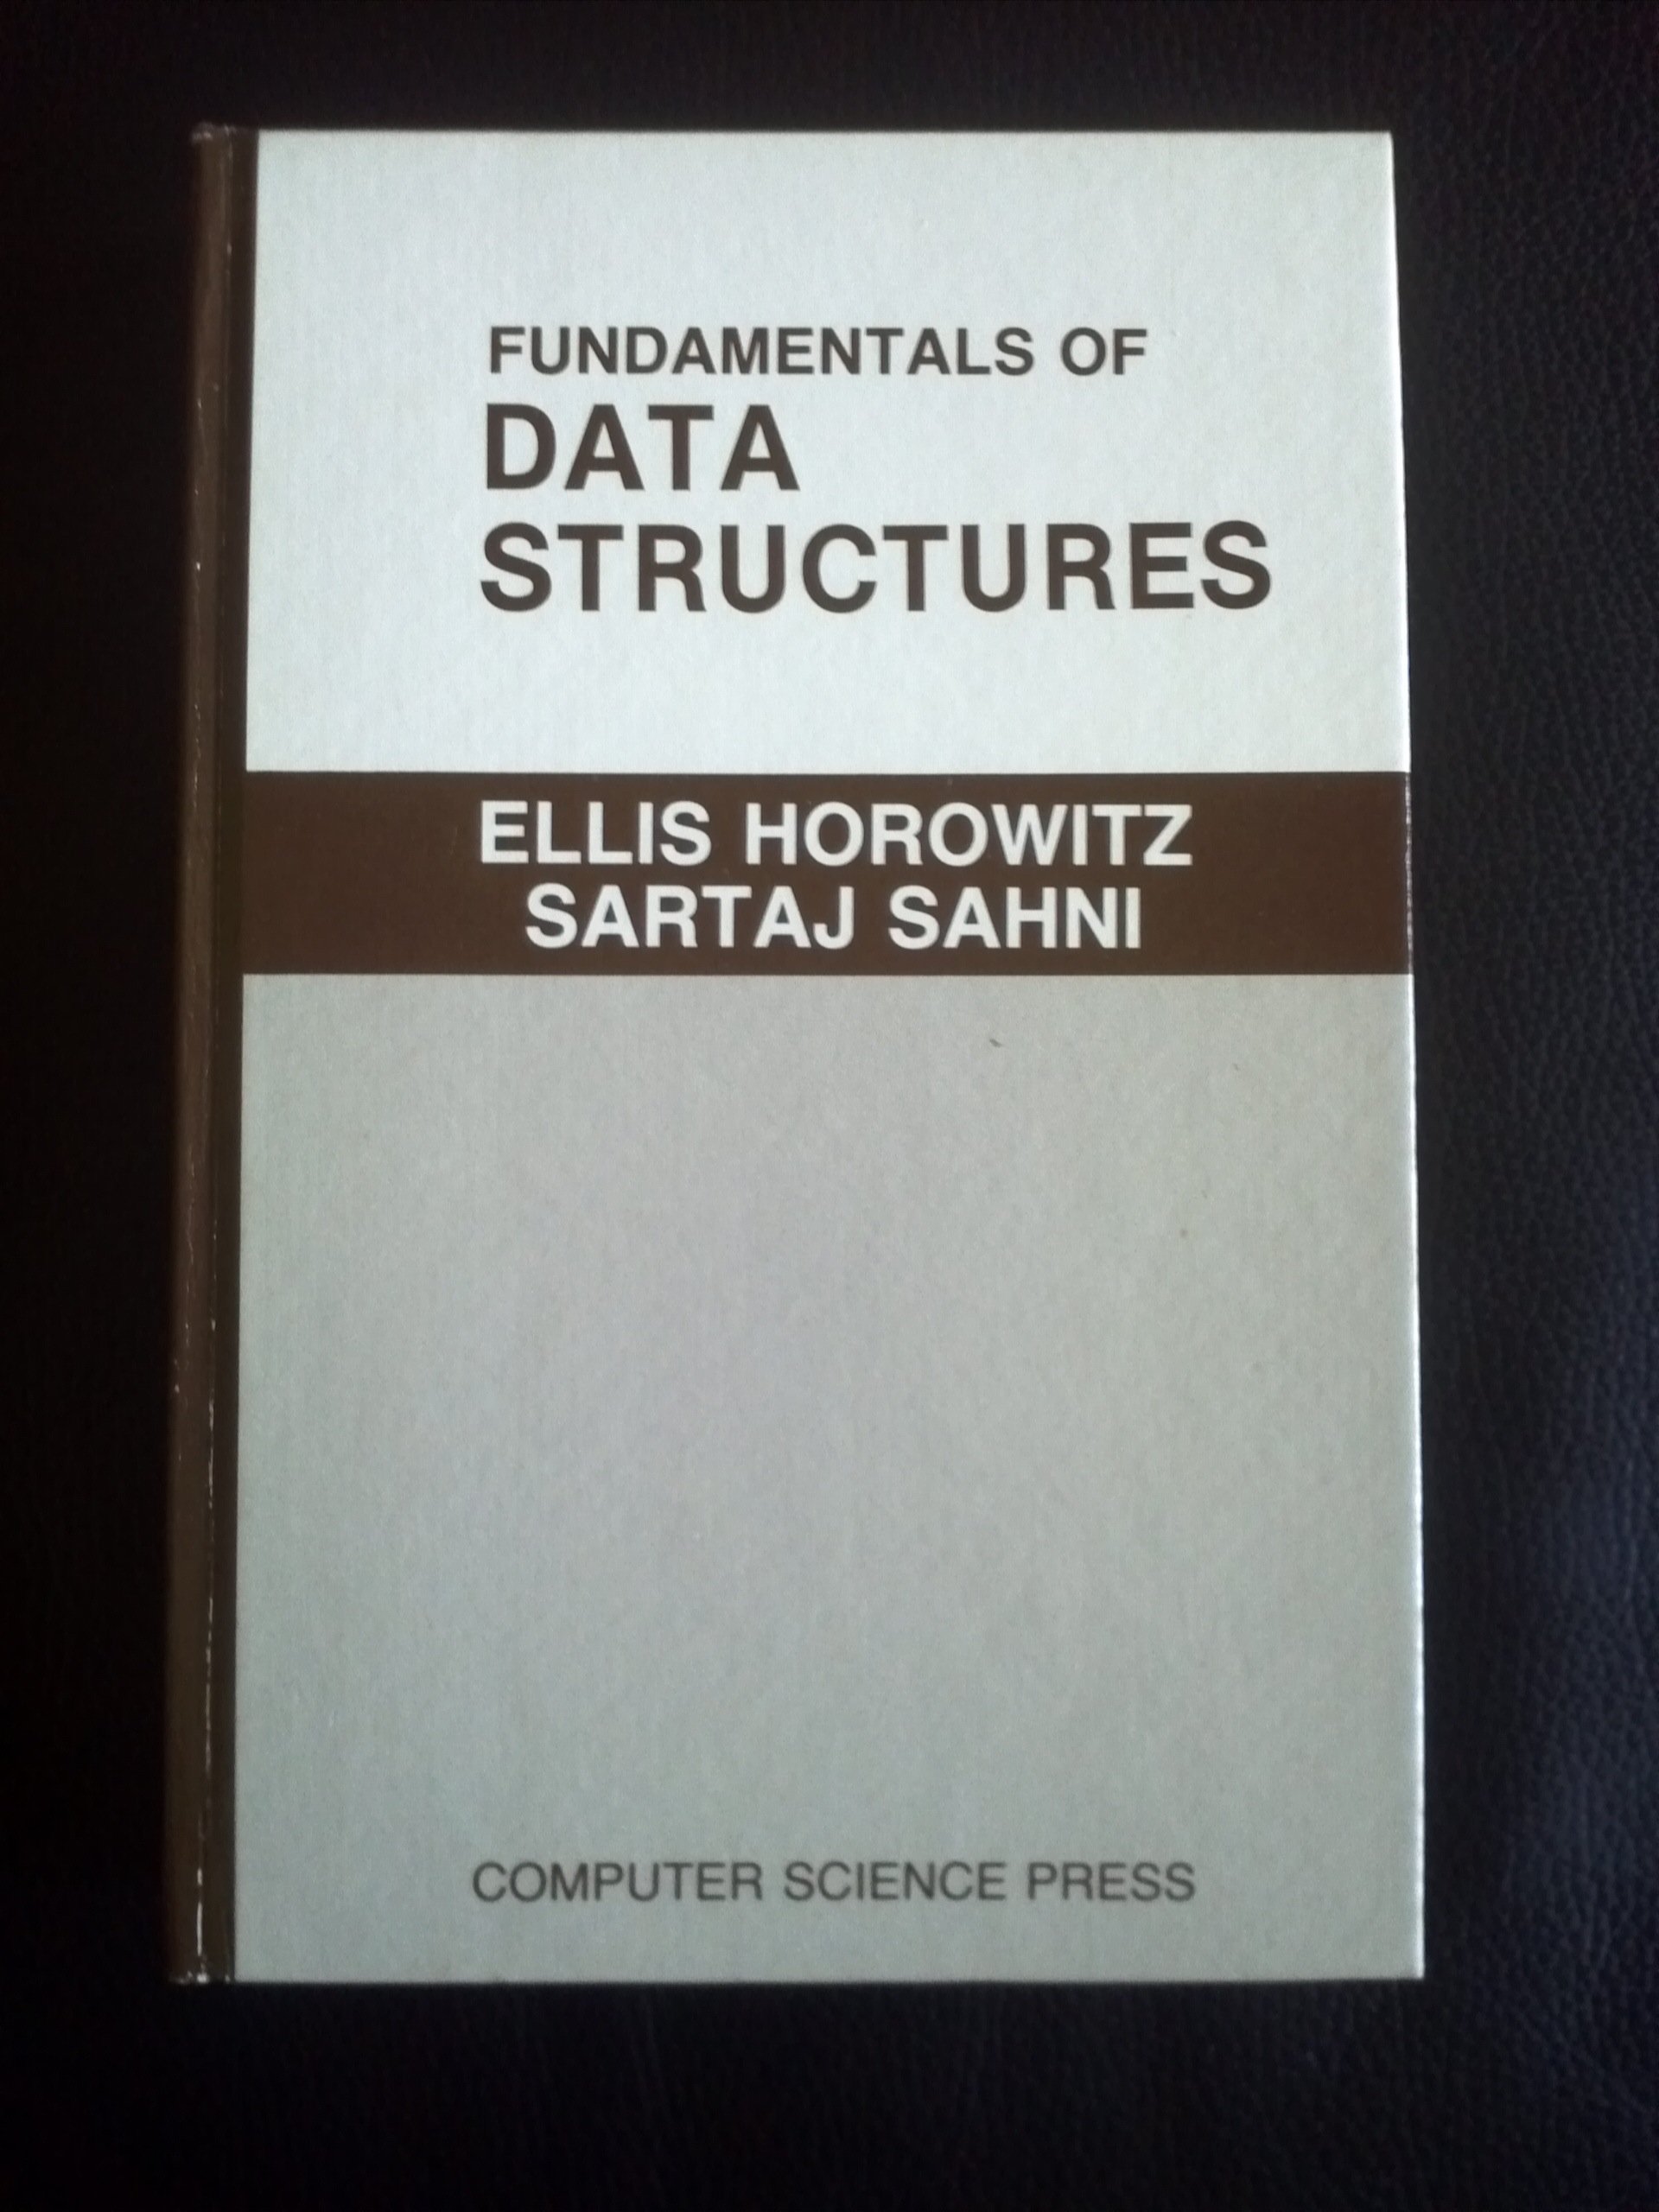 FUNDAMENTALS OF
DATA
STRUCTURES
ELLIS HOROWITZ
SARTAJ SAHNI
COMPUTER SCIENCE PRESS